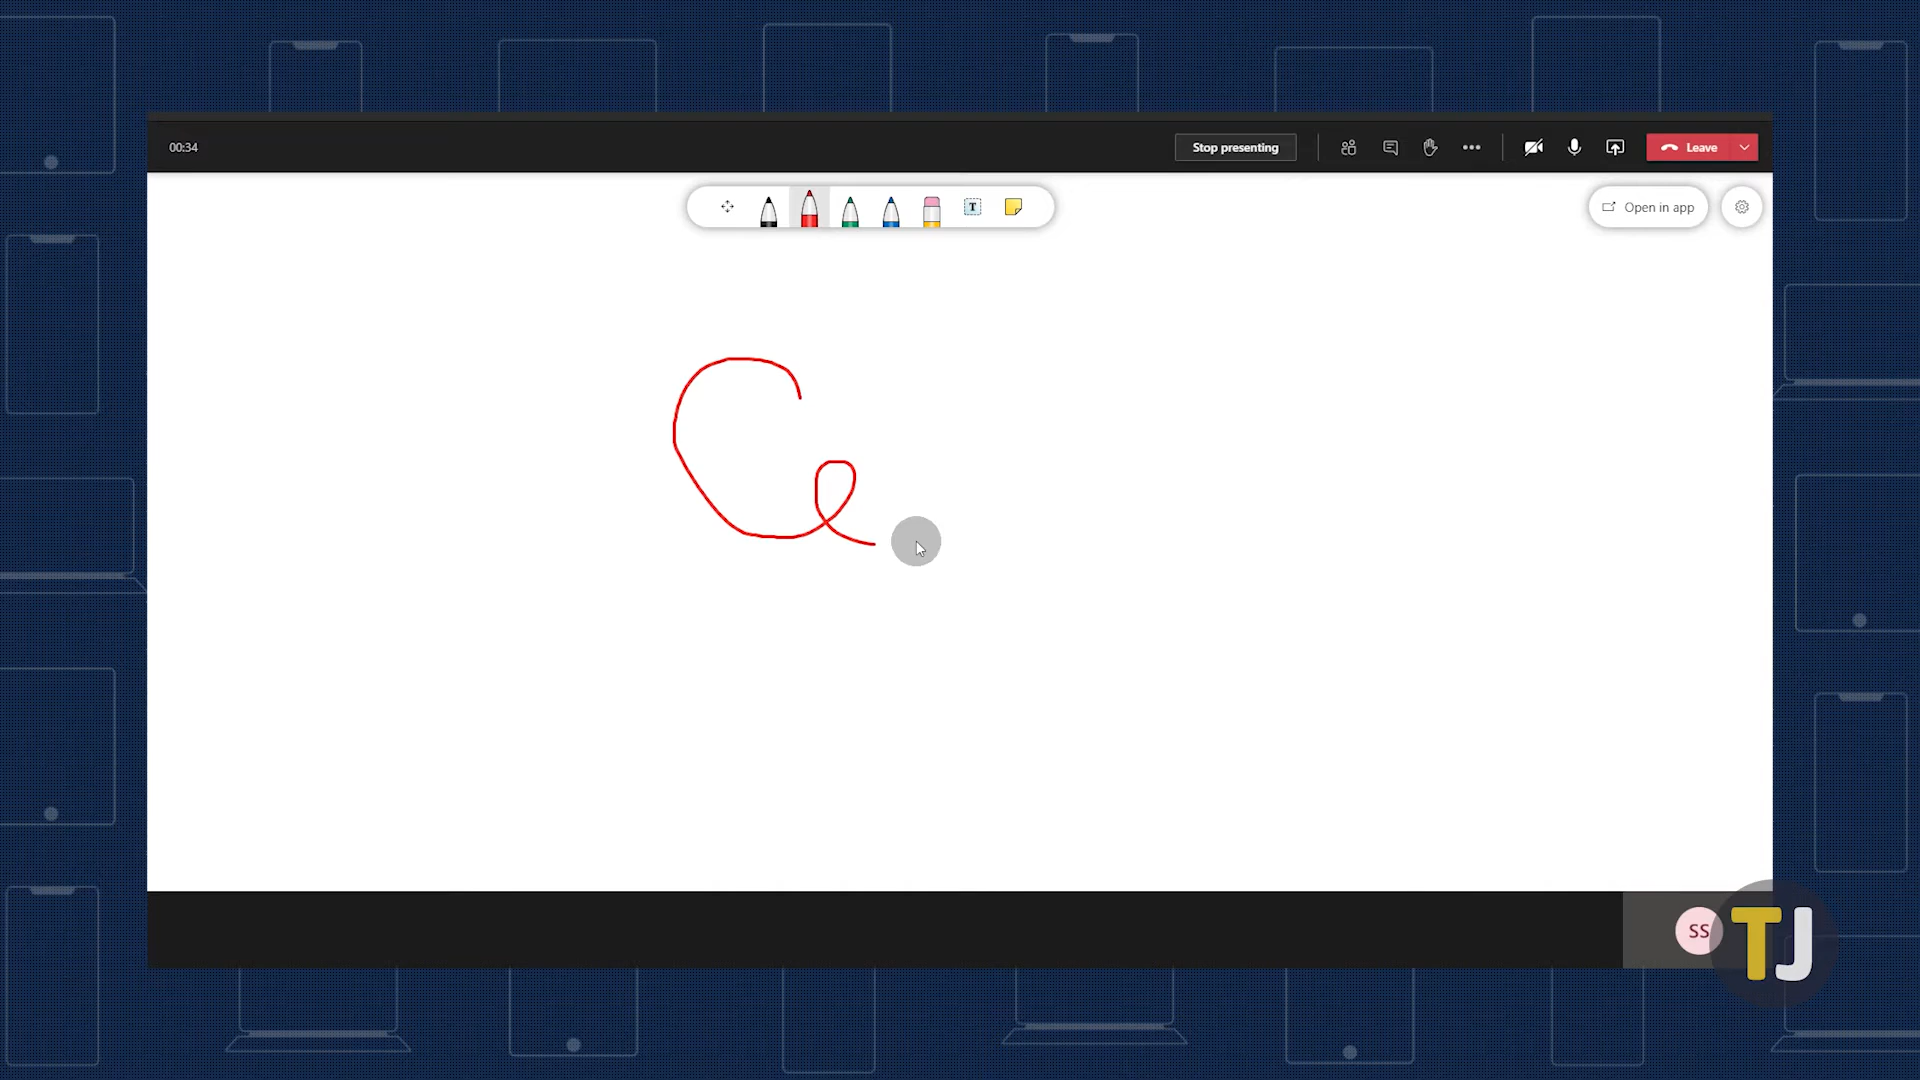 00:34
Stop presenting
Leave
T
Open in app
SS
TJ